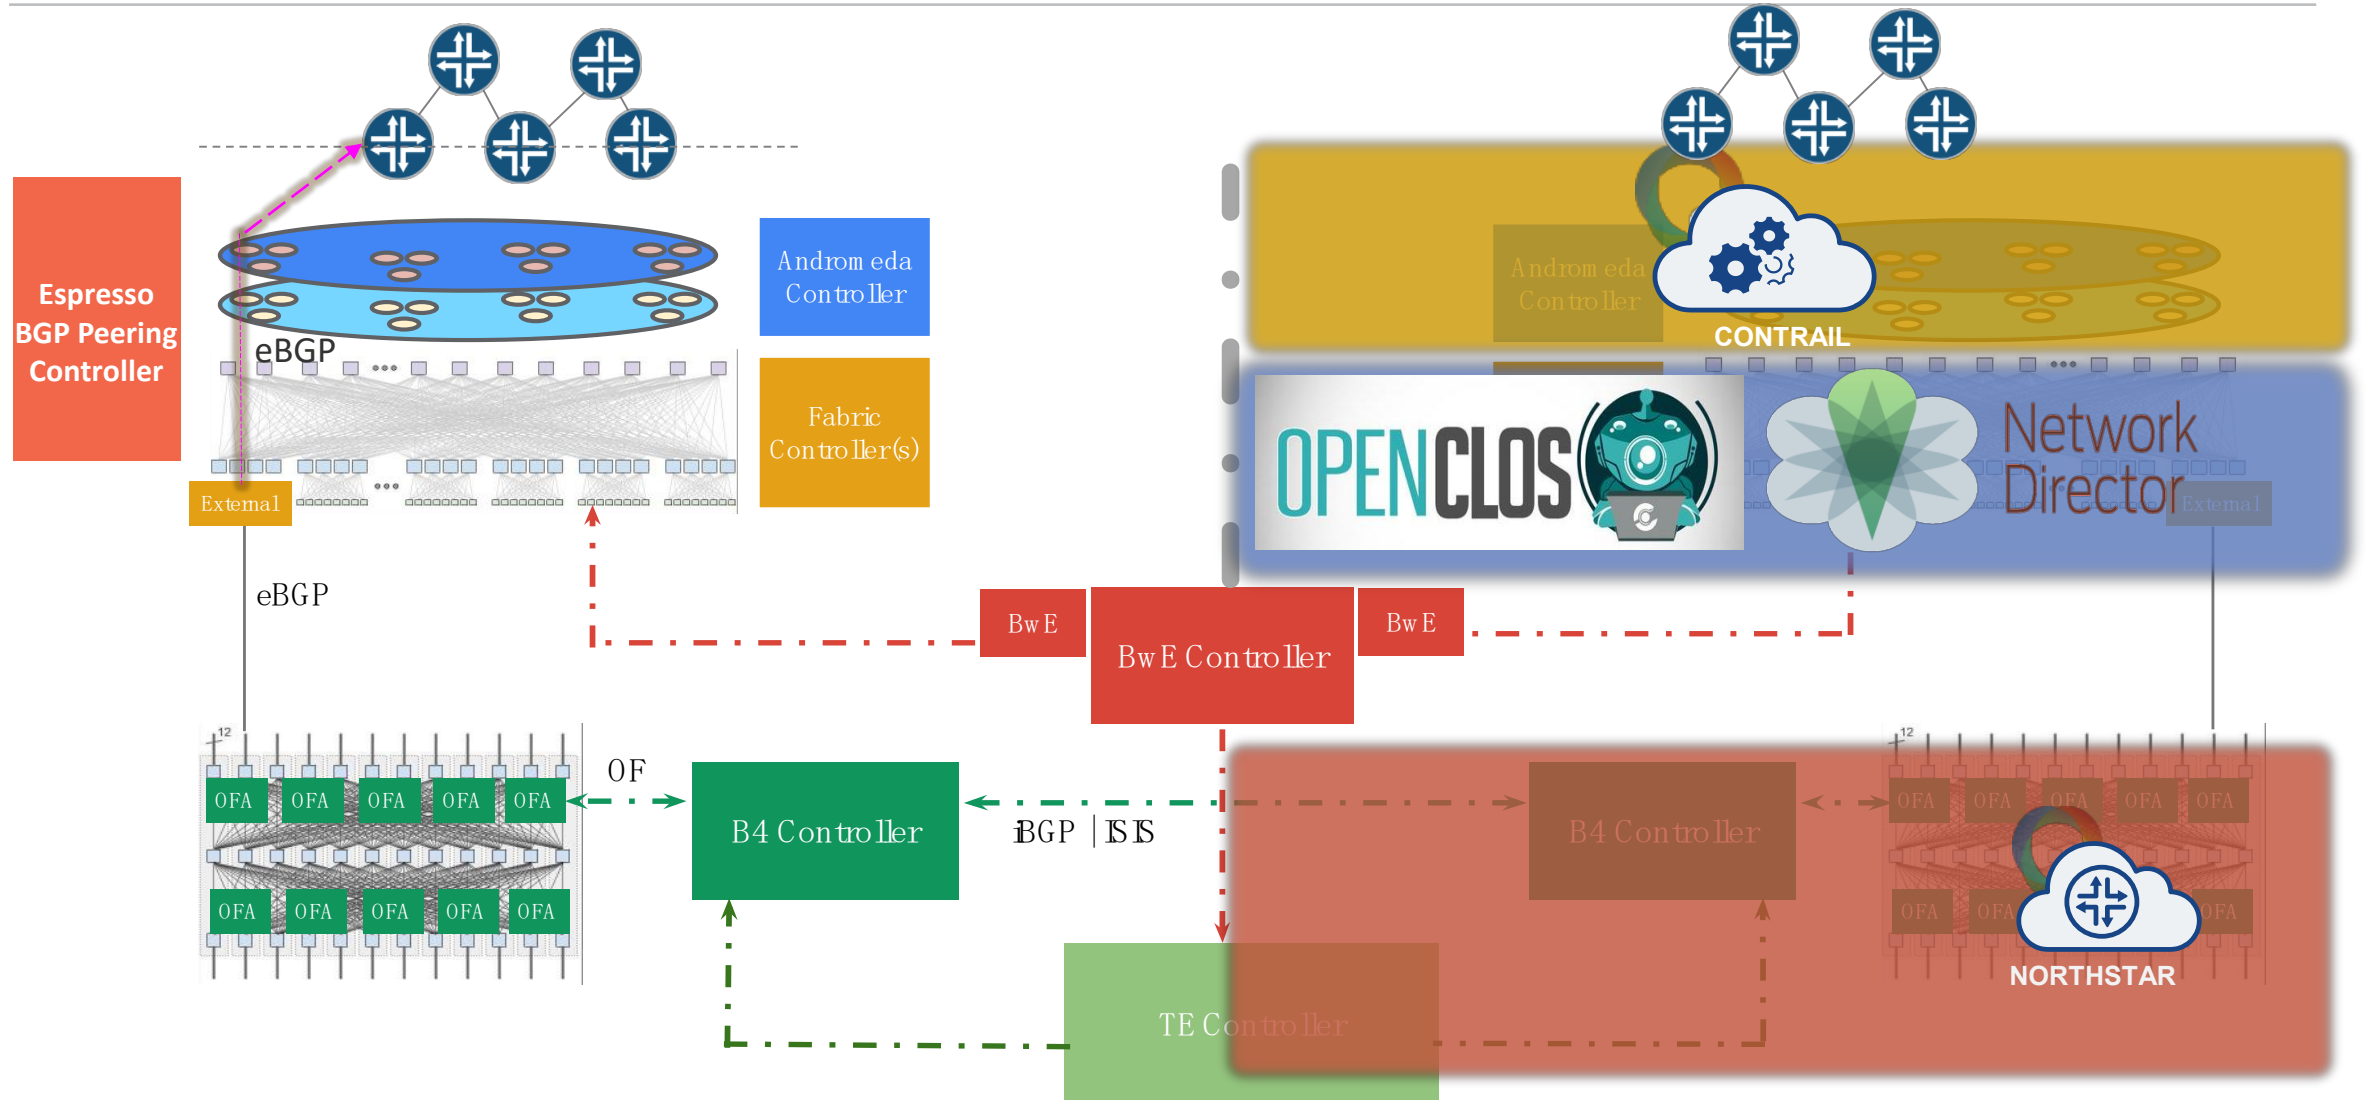 Espresso
BGP Peering
Controller
Andromeda
Controller
eBGP
Fabric
Controller(s)
External
eBGP
Andromeda
Controller
CONTRAIL
OPENCLOS
Network
Director
External
BwE
BwE Controller
BwE
12
OFA OFA OFA OFA OFA
OFA OFA OFA OFA OFA
OF
B4 Controller
iBGP | ISIS
B4 Controller
TE Controller
12
OFA OFA OFA OFA OFA
OFA OFA OFA
NORTHSTAR